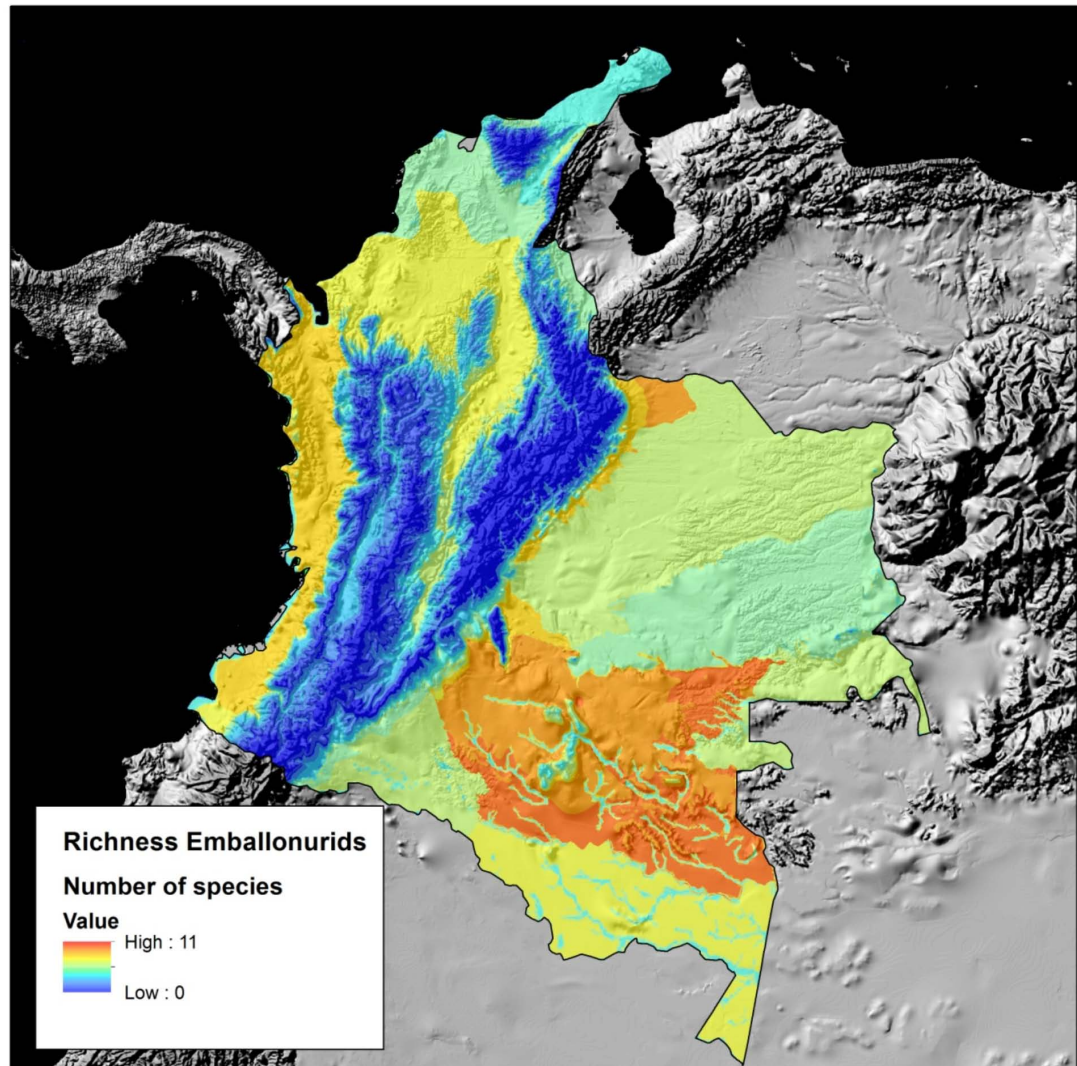 Richness Emballonurids
Number of species
Value
High : 11
Low : 0